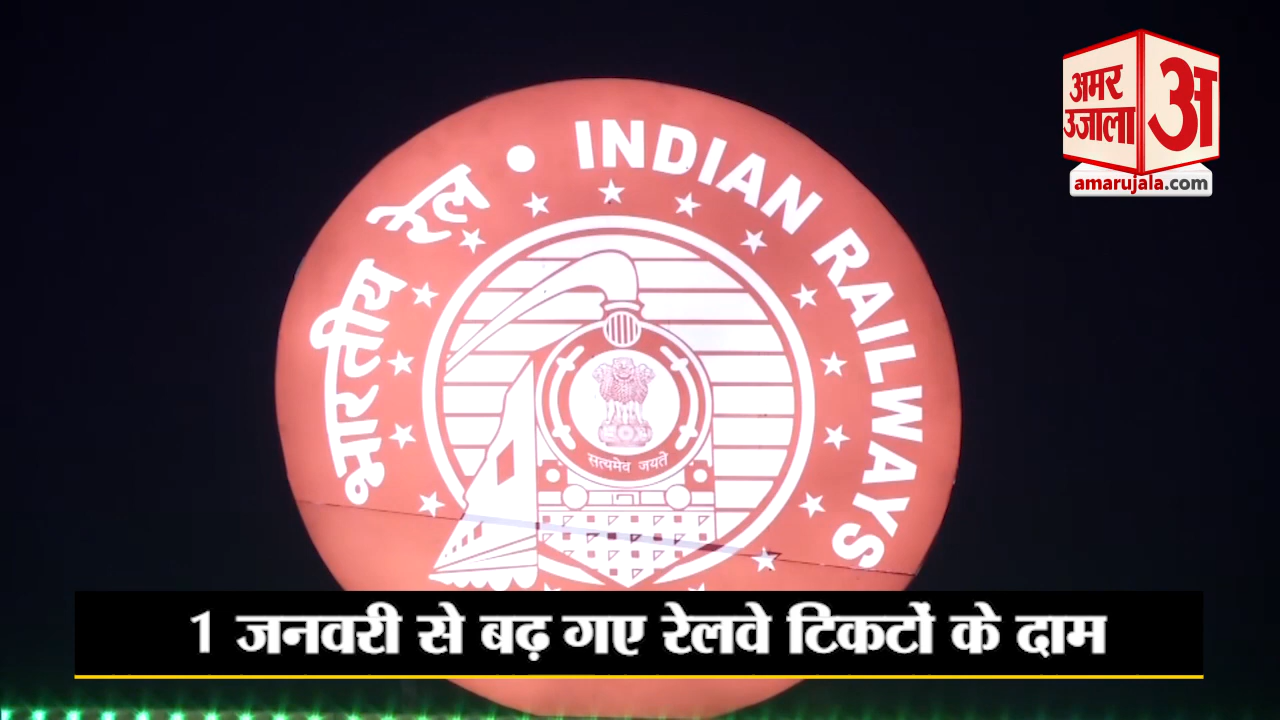 अमर
उजाला
अ
amarujala.com
भारतीय रेल • INDIAN RAILWAYS
सत्यमेव जयते
1 जनवरी से बढ़ गए रेलवे टिकटों के दाम